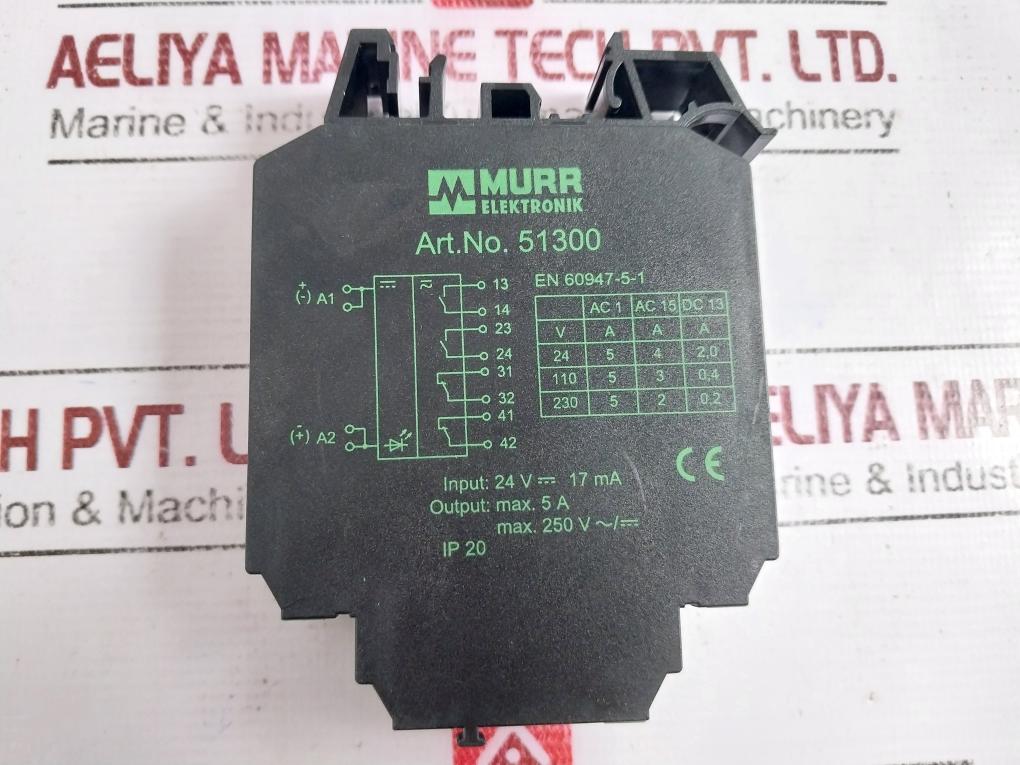 AELIYA MARINE TECH PVT. LTD.
Marine & Indu achinery
MURR
ELEKTRONIK
Art.No. 51300
EN 60947-5-1
+
(-) A1
-
(+) A2
13
14
23
24
31
32
41
42
AC 1 AC 15 DC 13
V A A A
24 5 4 2,0
110 5 3 0,4
230 5 2 0,2
CE
Input: 24 V ⎓ 17 mA
Output: max. 5 A
max. 250 V ~/⎓
IP 20
H PVT. L
ion & Machi
ELIYA MAR
rine & Indust